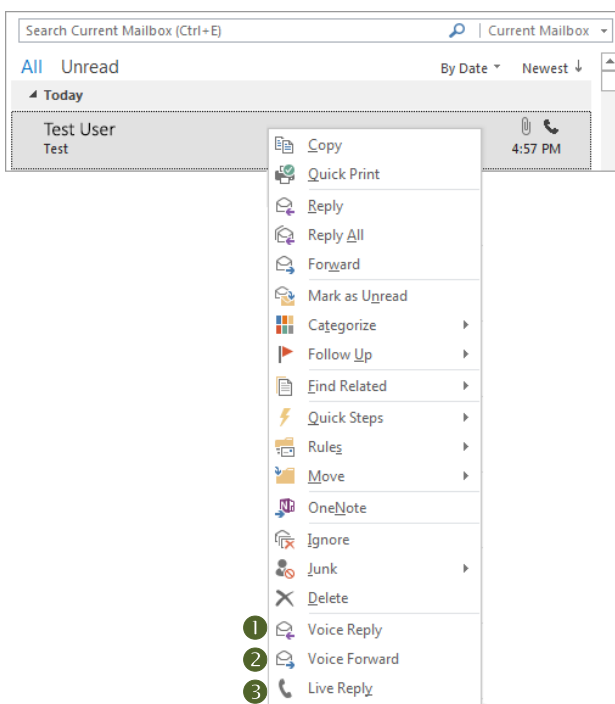 Search Current Mailbox (Ctrl+E) Current Mailbox
All Unread By Date Newest
Today
Test User
Test 4:57 PM
Copy
Quick Print
Reply
Reply All
Forward
Mark as Unread
Categorize
Follow Up
Find Related
Quick Steps
Rules
Move
OneNote
Ignore
Junk
Delete
1 Voice Reply
2 Voice Forward
3 Live Reply